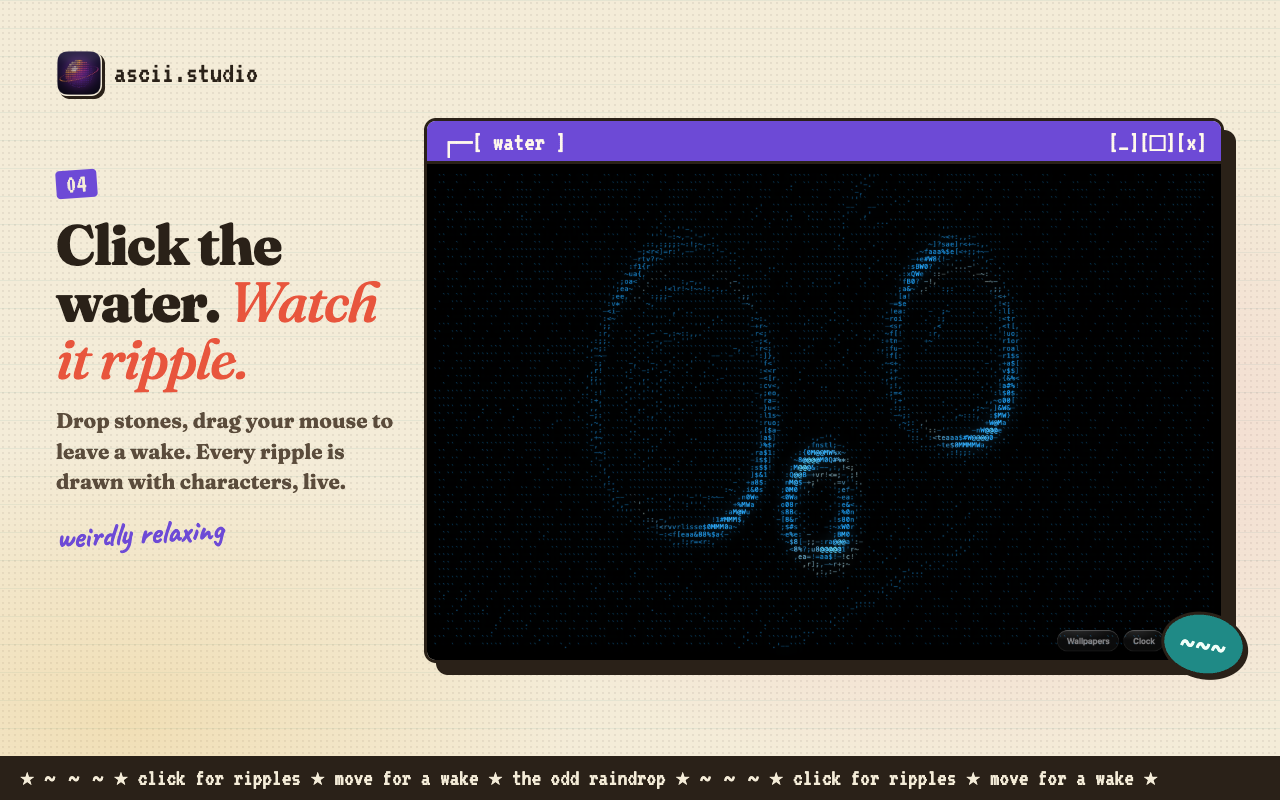 ascii.studio
┌─[ water ]
[_][□][x]
04
Click the
water. Watch
it ripple.
Drop stones, drag your mouse to
leave a wake. Every ripple is
drawn with characters, live.
weirdly relaxing
Wallpapers
Clock
~~~
★ ~ ~ ~ ★ click for ripples ★ move for a wake ★ the odd raindrop ★ ~ ~ ~ ★ click for ripples ★ move for a wake ★